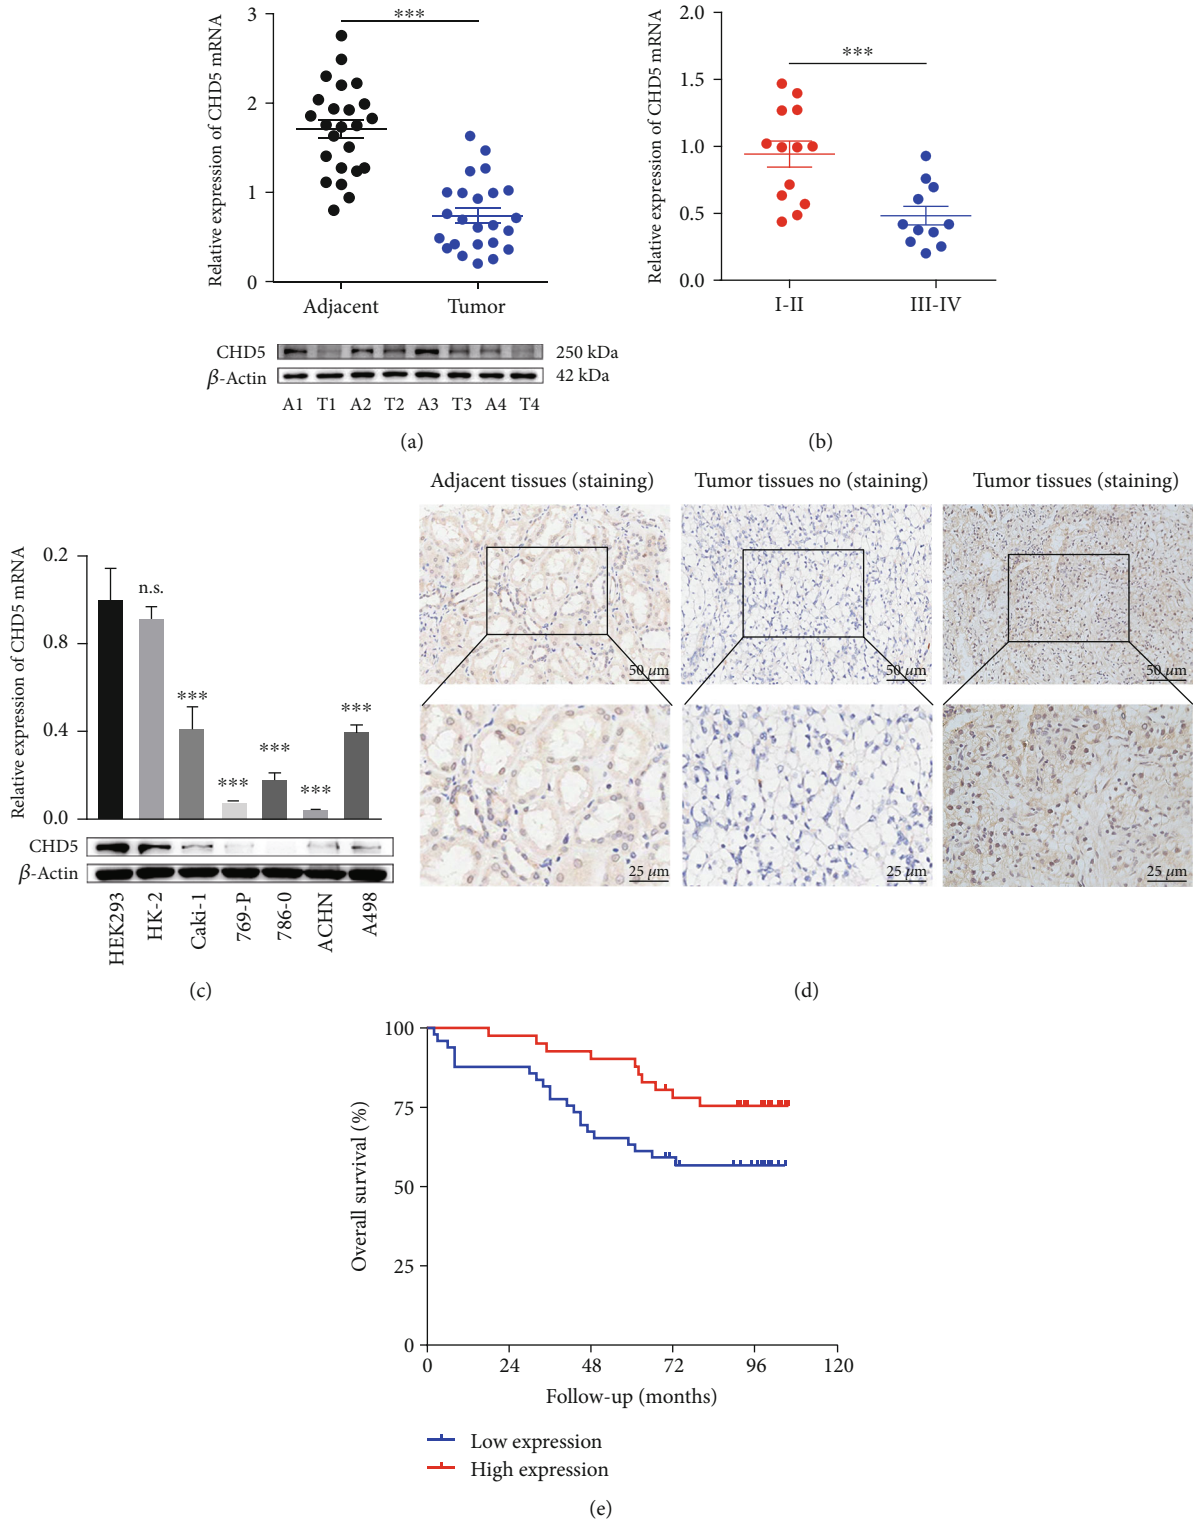 Relative expression of CHD5 mRNA
3
2
1
0
***
Adjacent
Tumor
CHD5
250 kDa
β-Actin
42 kDa
A1 T1 A2 T2 A3 T3 A4 T4
(a)
Relative expression of CHD5 mRNA
2.0
1.5
1.0
0.5
0.0
***
I-II
III-IV
(b)
Relative expression of CHD5 mRNA
0.2
0.8
0.4
0.0
n.s.
***
***
***
***
***
CHD5
β-Actin
HEK293
HK-2
Caki-1
769-P
786-0
ACHN
A498
(c)
Adjacent tissues (staining)
Tumor tissues no (staining)
Tumor tissues (staining)
50 μm
50 μm
50 μm
25 μm
25 μm
25 μm
(d)
Overall survival (%)
100
75
50
25
0
0 24 48 72 96 120
Follow-up (months)
Low expression
High expression
(e)